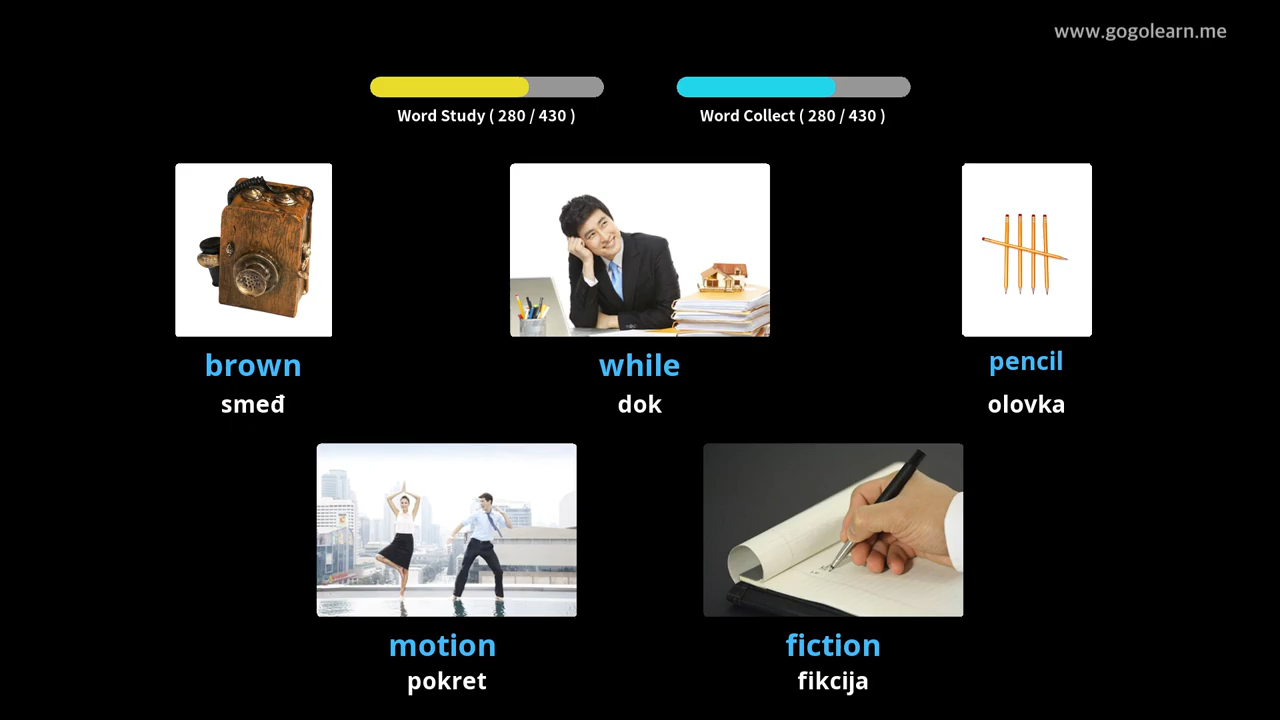 www.gogolearn.me
Word Study ( 280 / 430 )
Word Collect ( 280 / 430 )
brown
smeđ
while
dok
pencil
olovka
motion
pokret
fiction
fikcija